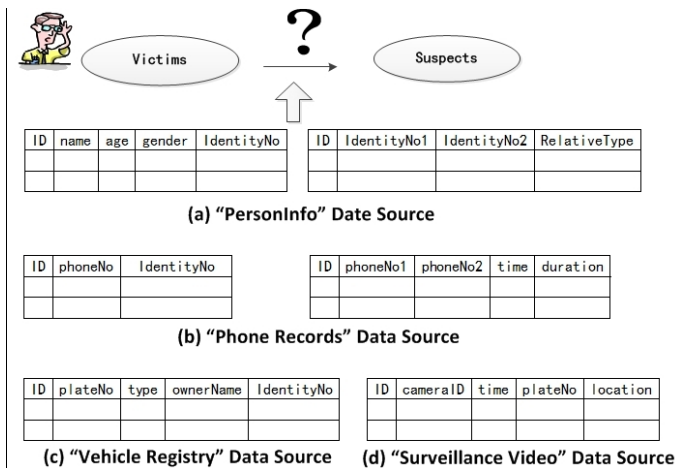 ?
Victims
Suspects
ID name age gender IdentityNo
ID IdentityNo1 IdentityNo2 RelativeType
(a) “PersonInfo” Date Source
ID phoneNo IdentityNo
ID phoneNo1 phoneNo2 time duration
(b) “Phone Records” Data Source
ID plateNo type ownerName IdentityNo
ID cameraID time plateNo location
(c) “Vehicle Registry” Data Source
(d) “Surveillance Video” Data Source